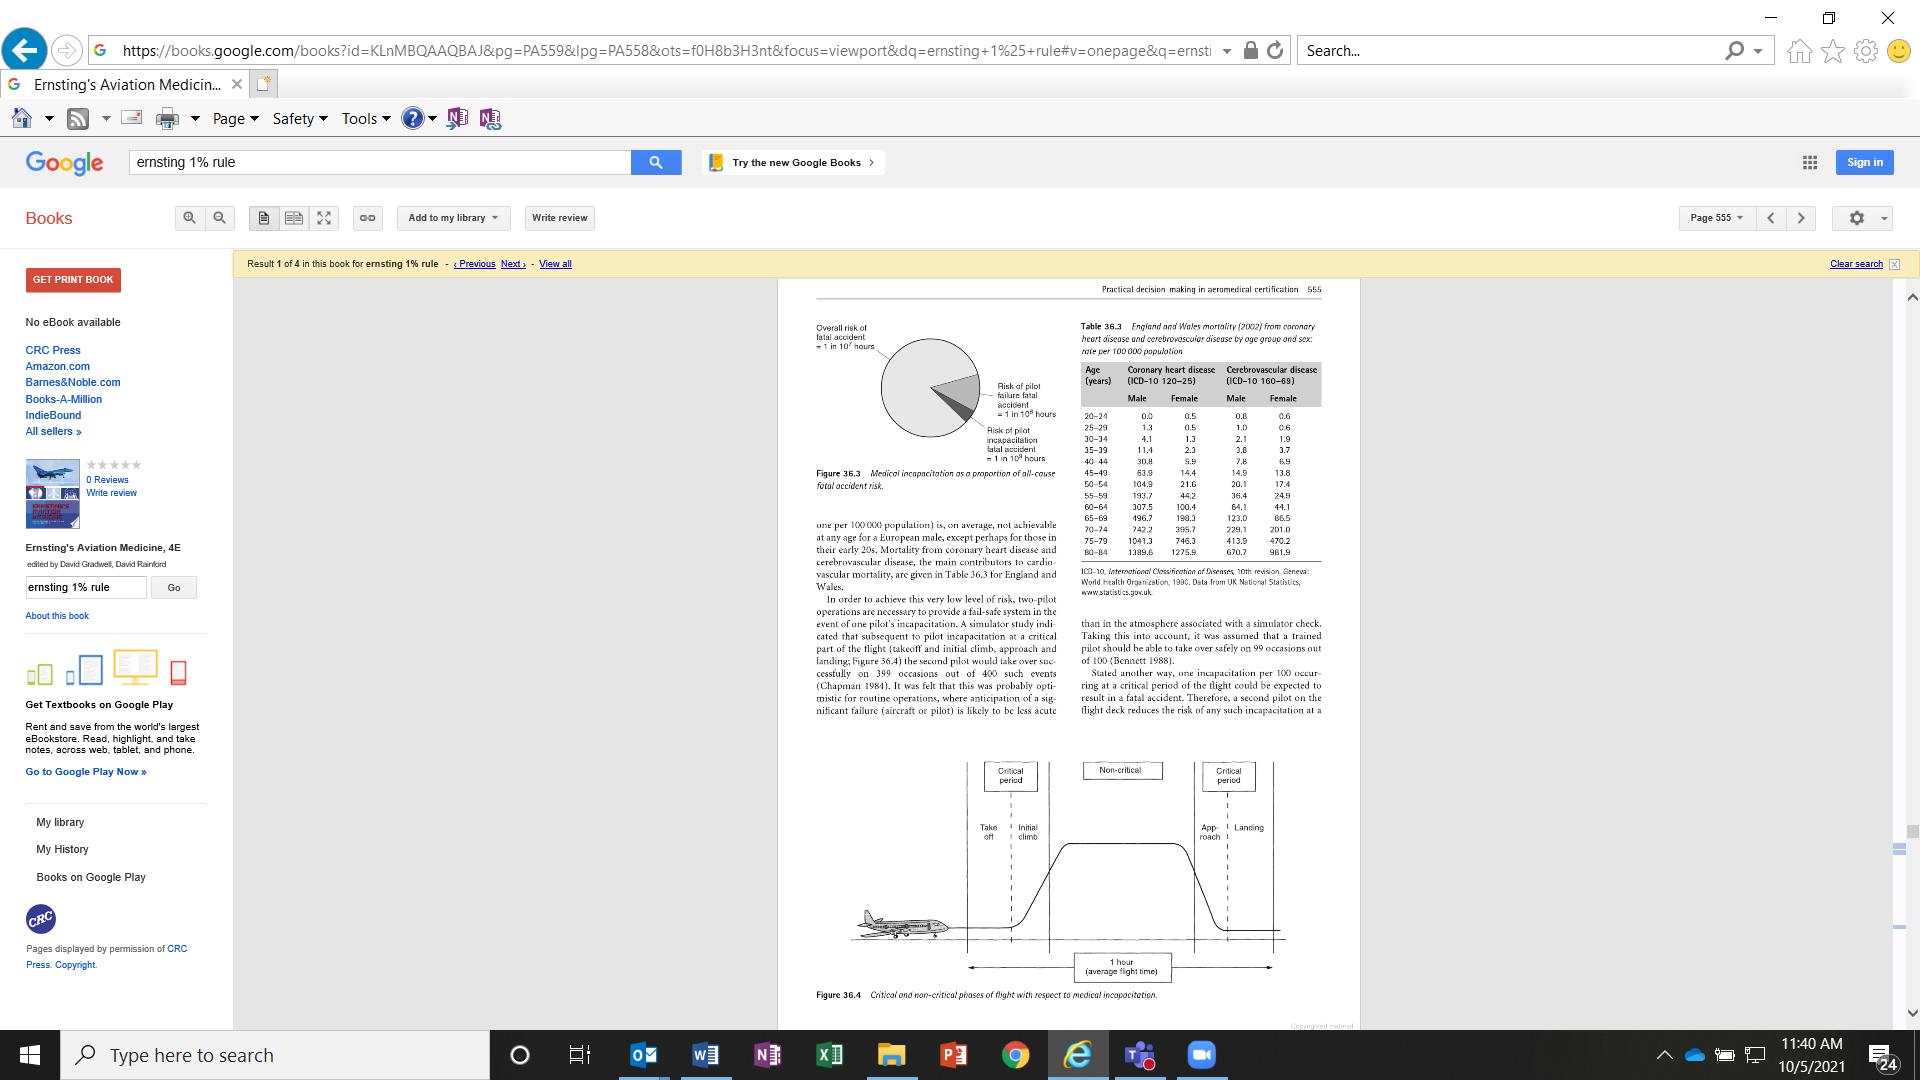 https://books.google.com/books?id=KLnMBQAAQBAJ&pg=PA559&lpg=PA558&ots=f0H8b3H3nt&focus=viewport&dq=ernsting+1%25+rule#v=onepage&q=ernsti
Search...
Ernsting's Aviation Medicin...
Page
Safety
Tools
Google
ernsting 1% rule
Try the new Google Books
Sign in
Books
Add to my library
Write review
Page 555
Result 1 of 4 in this book for ernsting 1% rule - ‹ Previous Next › - View all
Clear search
GET PRINT BOOK
No eBook available
CRC Press
Amazon.com
Barnes&Noble.com
Books-A-Million
IndieBound
All sellers »
0 Reviews
Write review
Ernsting's Aviation Medicine, 4E
edited by David Gradwell, David Rainford
ernsting 1% rule
Go
About this book
Get Textbooks on Google Play
Rent and save from the world's largest
eBookstore. Read, highlight, and take
notes, across web, tablet, and phone.
Go to Google Play Now »
My library
My History
Books on Google Play
CRC
Pages displayed by permission of CRC
Press. Copyright.
Practical decision-making in aeromedical certification 555
Overall risk of
fatal accident
= 1 in 10⁷ hours
Risk of pilot
failure fatal
accident
= 1 in 10⁸ hours
Risk of pilot
incapacitation
fatal accident
= 1 in 10⁹ hours
Figure 36.3 Medical incapacitation as a proportion of all-cause
fatal accident risk.
one per 100 000 population) is, on average, not achievable
at any age for a European male, except perhaps for those in
their early 20s. Mortality from coronary heart disease and
cerebrovascular disease, the main contributors to cardio-
vascular mortality, are given in Table 36.3 for England and
Wales.
In order to achieve this very low level of risk, two-pilot
operations are necessary to provide a fail-safe system in the
event of one pilot's incapacitation. A simulator study indi-
cated that subsequent to pilot incapacitation at a critical
part of the flight (takeoff and initial climb, approach and
landing; Figure 36.4) the second pilot would take over suc-
cessfully on 399 occasions out of 400 such events
(Chapman 1984). It was felt that this was probably opti-
mistic for routine operations, where anticipation of a sig-
nificant failure (aircraft or pilot) is likely to be less acute
Table 36.3 England and Wales mortality (2002) from coronary
heart disease and cerebrovascular disease by age group and sex:
rate per 100 000 population
Age Coronary heart disease Cerebrovascular disease
(years) (ICD-10 120-25) (ICD-10 160-69)
Male Female Male Female
20–24 0.0 0.5 0.8 0.6
25–29 1.3 0.5 1.0 0.6
30–34 4.1 1.3 2.1 1.9
35–39 11.4 2.3 3.8 3.7
40–44 30.8 5.9 7.8 6.9
45–49 63.9 14.4 14.9 13.8
50–54 104.9 21.6 20.1 17.4
55–59 193.7 44.2 36.4 24.9
60–64 307.5 100.4 64.1 44.1
65–69 496.7 198.3 123.0 86.5
70–74 742.2 395.7 229.1 201.0
75–79 1041.3 746.3 413.9 470.2
80–84 1389.6 1275.9 670.7 981.9
ICD-10, International Classification of Diseases, 10th revision. Geneva:
World Health Organization, 1990. Data from UK National Statistics,
www.statistics.gov.uk.
than in the atmosphere associated with a simulator check.
Taking this into account, it was assumed that a trained
pilot should be able to take over safely on 99 occasions out
of 100 (Bennett 1988).
Stated another way, one incapacitation per 100 occur-
ring at a critical period of the flight could be expected to
result in a fatal accident. Therefore, a second pilot on the
flight deck reduces the risk of any such incapacitation at a
Critical
period
Non-critical
Critical
period
Take
off
Initial
climb
App-
roach
Landing
1 hour
(average flight time)
Figure 36.4 Critical and non-critical phases of flight with respect to medical incapacitation.
Copyrighted material
Type here to search
11:40 AM
10/5/2021
24